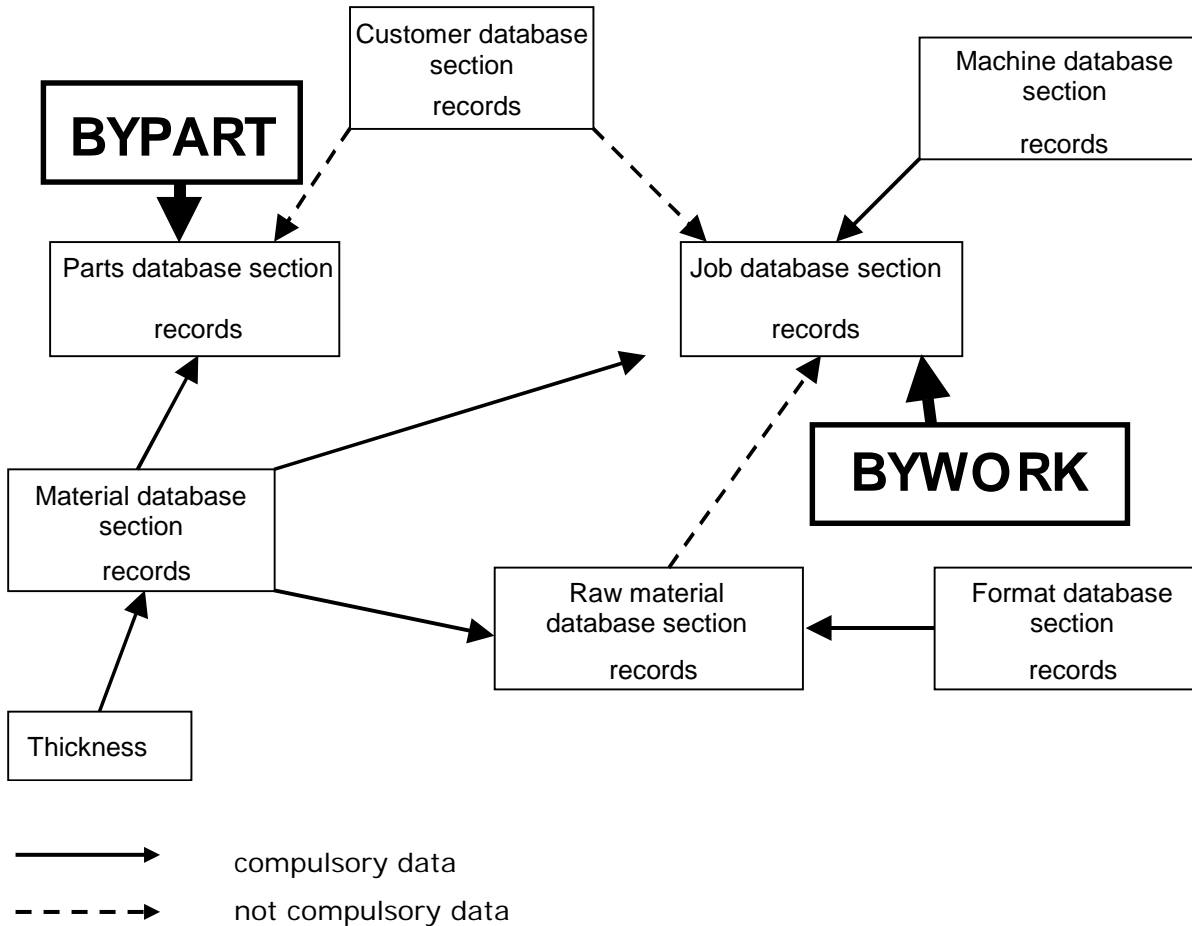 Customer database
section
records
Machine database
section
records
BYPART
Parts database section
records
Job database section
records
BYWORK
Material database
section
records
Raw material
database section
records
Format database
section
records
Thickness
compulsory data
not compulsory data